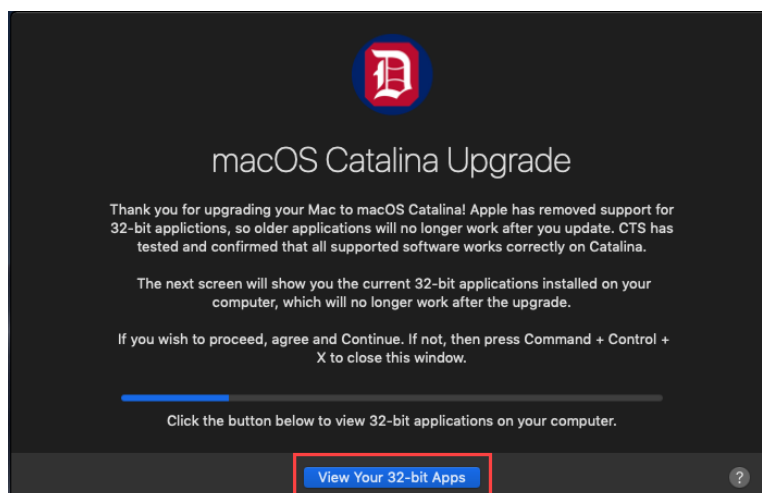 D
macOS Catalina Upgrade
Thank you for upgrading your Mac to macOS Catalina! Apple has removed support for
32-bit applictions, so older applications will no longer work after you update. CTS has
tested and confirmed that all supported software works correctly on Catalina.
The next screen will show you the current 32-bit applications installed on your
computer, which will no longer work after the upgrade.
If you wish to proceed, agree and Continue. If not, then press Command + Control +
X to close this window.
Click the button below to view 32-bit applications on your computer.
View Your 32-bit Apps
?